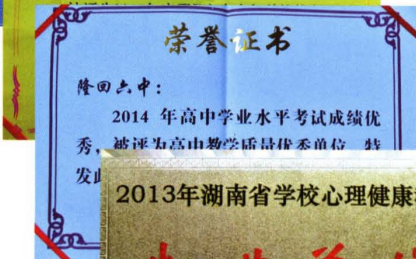 荣誉证书
隆回六中：
2014 年高中学业水平考试成绩优
秀，被评为高中教学质量优秀单位，特
发此
2013年湖南省学校心理健康